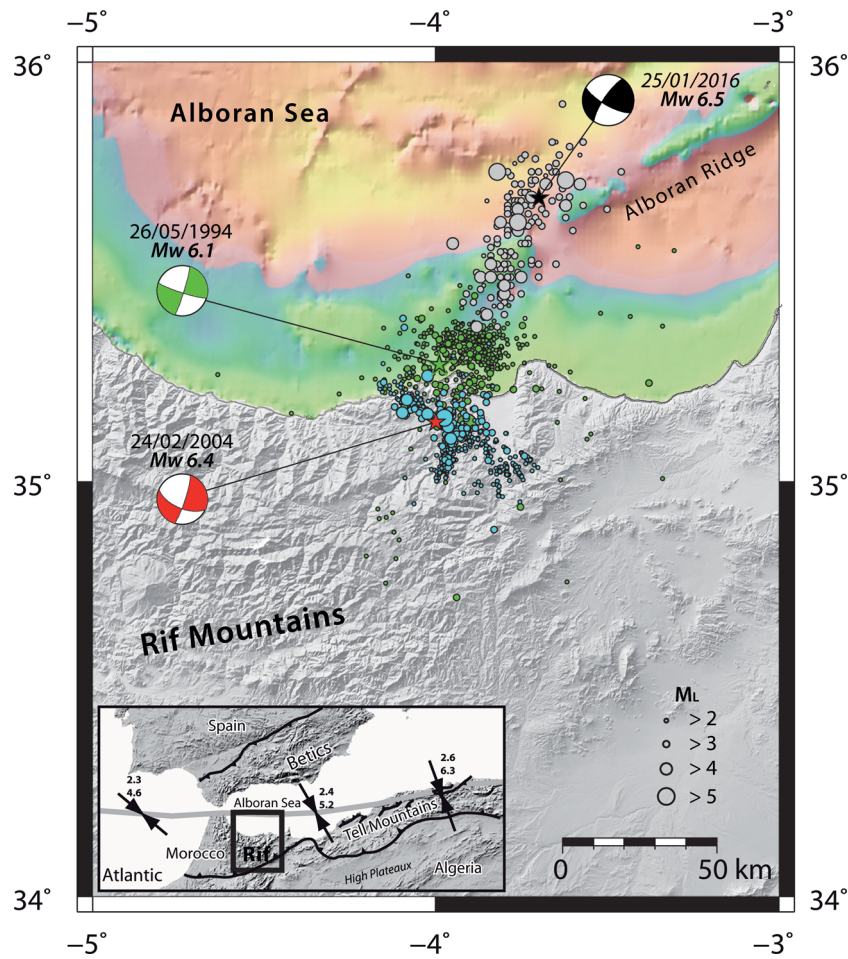 −5°
−4°
−3°
36°
36°
25/01/2016
Mw 6.5
Alboran Sea
Alboran Ridge
26/05/1994
Mw 6.1
24/02/2004
Mw 6.4
35°
35°
Rif Mountains
ML
> 2
> 3
> 4
> 5
Spain
Betics
2.6
6.3
2.3
4.6
2.4
5.2
Alboran Sea
Tell Mountains
Morocco
Rif
Atlantic
High Plateaux
Algeria
0
50 km
34°
34°
−5°
−4°
−3°